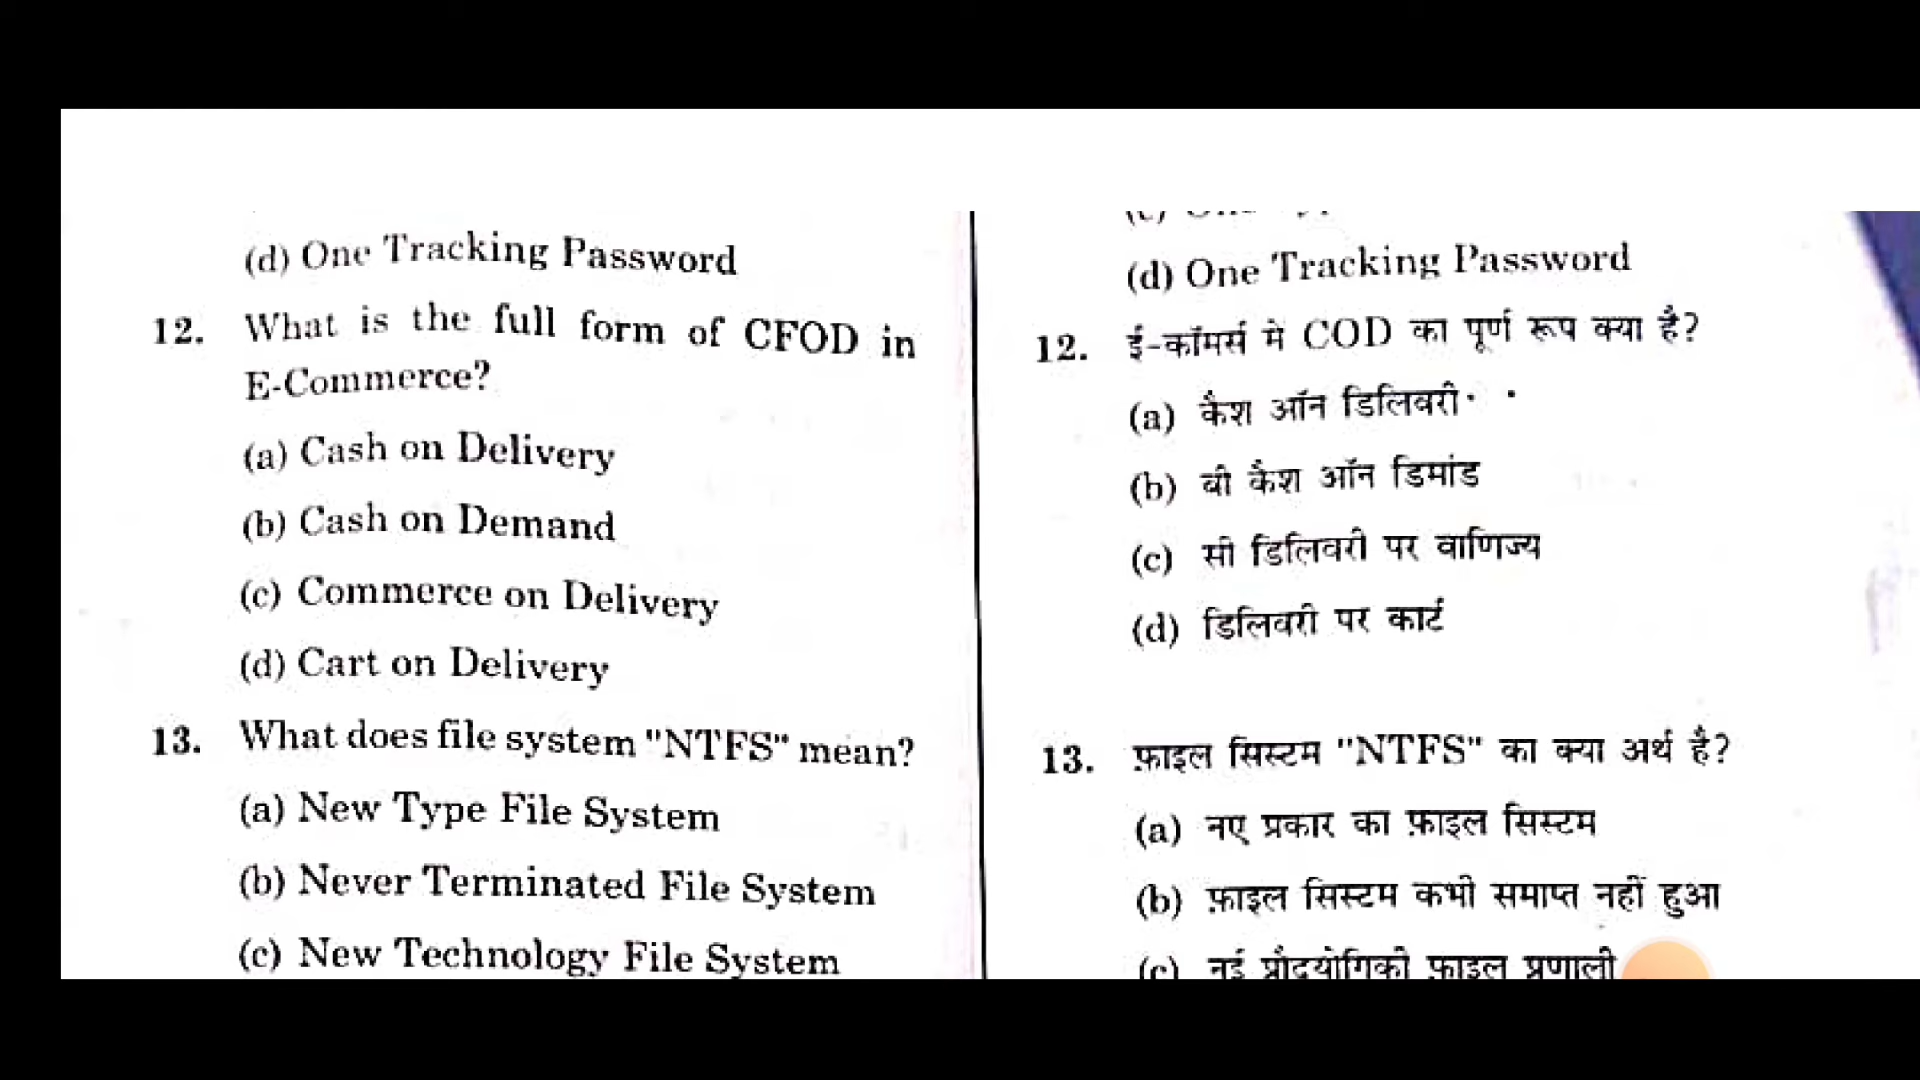 (d) One Tracking Password
12. What is the full form of CFOD in
E-Commerce?
(a) Cash on Delivery
(b) Cash on Demand
(c) Commerce on Delivery
(d) Cart on Delivery
13. What does file system "NTFS" mean?
(a) New Type File System
(b) Never Terminated File System
(c) New Technology File System
(d) One Tracking Password
12. ई-कॉमर्स मे COD का पूर्ण रूप क्या है?
(a) कैश ऑन डिलिवरी
(b) बी कैश ऑन डिमांड
(c) सी डिलिवरी पर वाणिज्य
(d) डिलिवरी पर कार्ट
13. फ़ाइल सिस्टम "NTFS" का क्या अर्थ है?
(a) नए प्रकार का फ़ाइल सिस्टम
(b) फ़ाइल सिस्टम कभी समाप्त नहीं हुआ
(c) नई प्रौद्योगिकी फ़ाइल प्रणाली